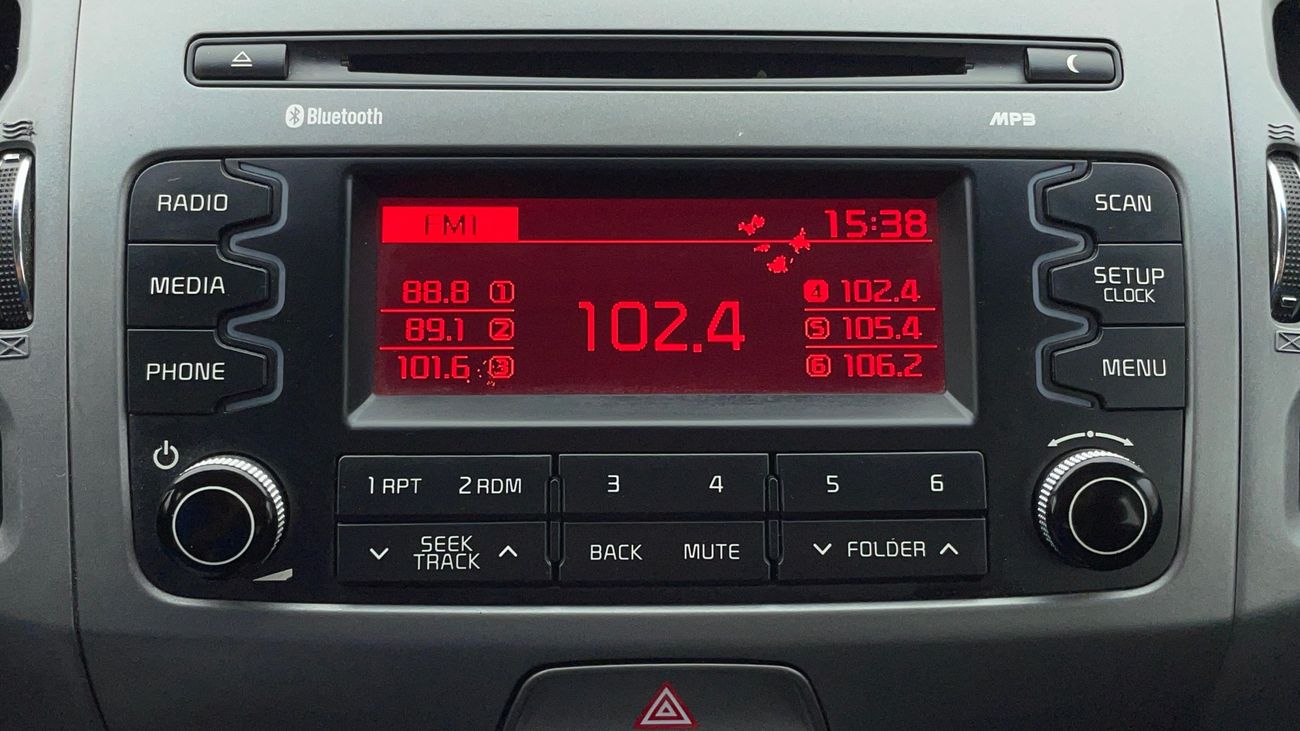 Bluetooth
MP3
RADIO
MEDIA
PHONE
FM1
15:38
88.8 1
89.1 2
101.6 3
102.4
4 102.4
5 105.4
6 106.2
SCAN
SETUP
CLOCK
MENU
1 RPT 2 RDM 3 4 5 6
SEEK
TRACK
BACK MUTE FOLDER